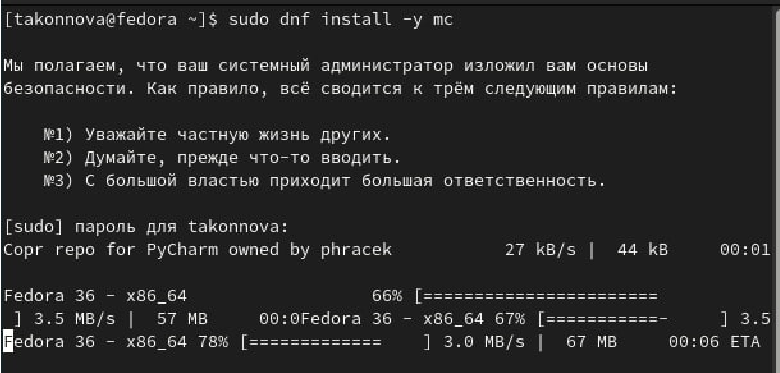 [takonnova@fedora ~]$ sudo dnf install -y mc
Мы полагаем, что ваш системный администратор изложил вам основы
безопасности. Как правило, всё сводится к трём следующим правилам:
№1) Уважайте частную жизнь других.
№2) Думайте, прежде что-то вводить.
№3) С большой властью приходит большая ответственность.
[sudo] пароль для takonnova:
Copr repo for PyCharm owned by phracek 27 kB/s | 44 kB 00:01
Fedora 36 - x86_64 66% [=======================
] 3.5 MB/s | 57 MB 00:0Fedora 36 - x86_64 67% [===========- ] 3.5
Fedora 36 - x86_64 78% [============= ] 3.0 MB/s | 67 MB 00:06 ETA